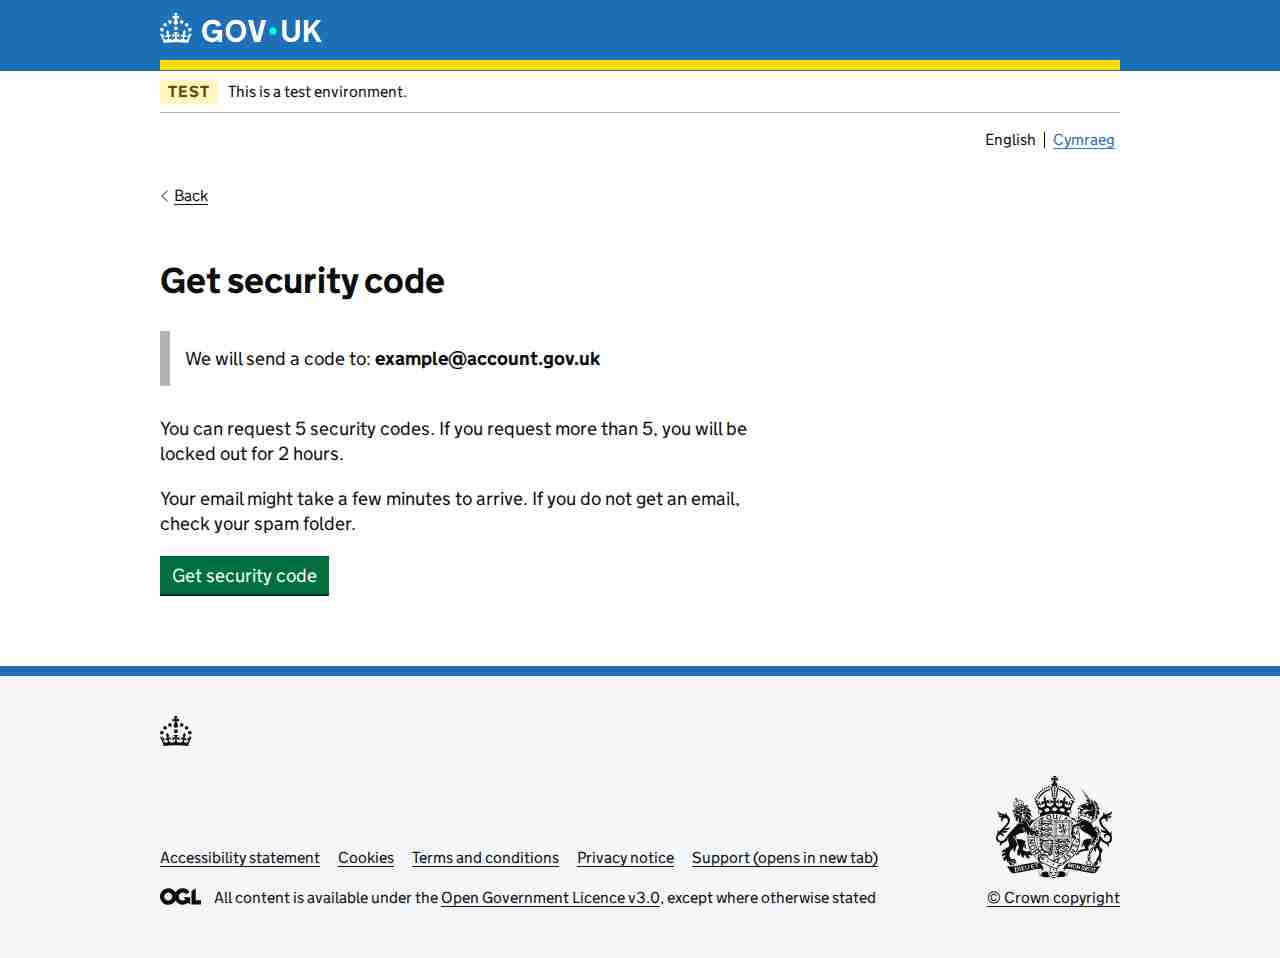 GOV·UK
TEST This is a test environment.
English Cymraeg
Back
Get security code
We will send a code to: example@account.gov.uk
You can request 5 security codes. If you request more than 5, you will be
locked out for 2 hours.
Your email might take a few minutes to arrive. If you do not get an email,
check your spam folder.
Get security code
Accessibility statement Cookies Terms and conditions Privacy notice Support (opens in new tab)
OGL All content is available under the Open Government Licence v3.0, except where otherwise stated
© Crown copyright